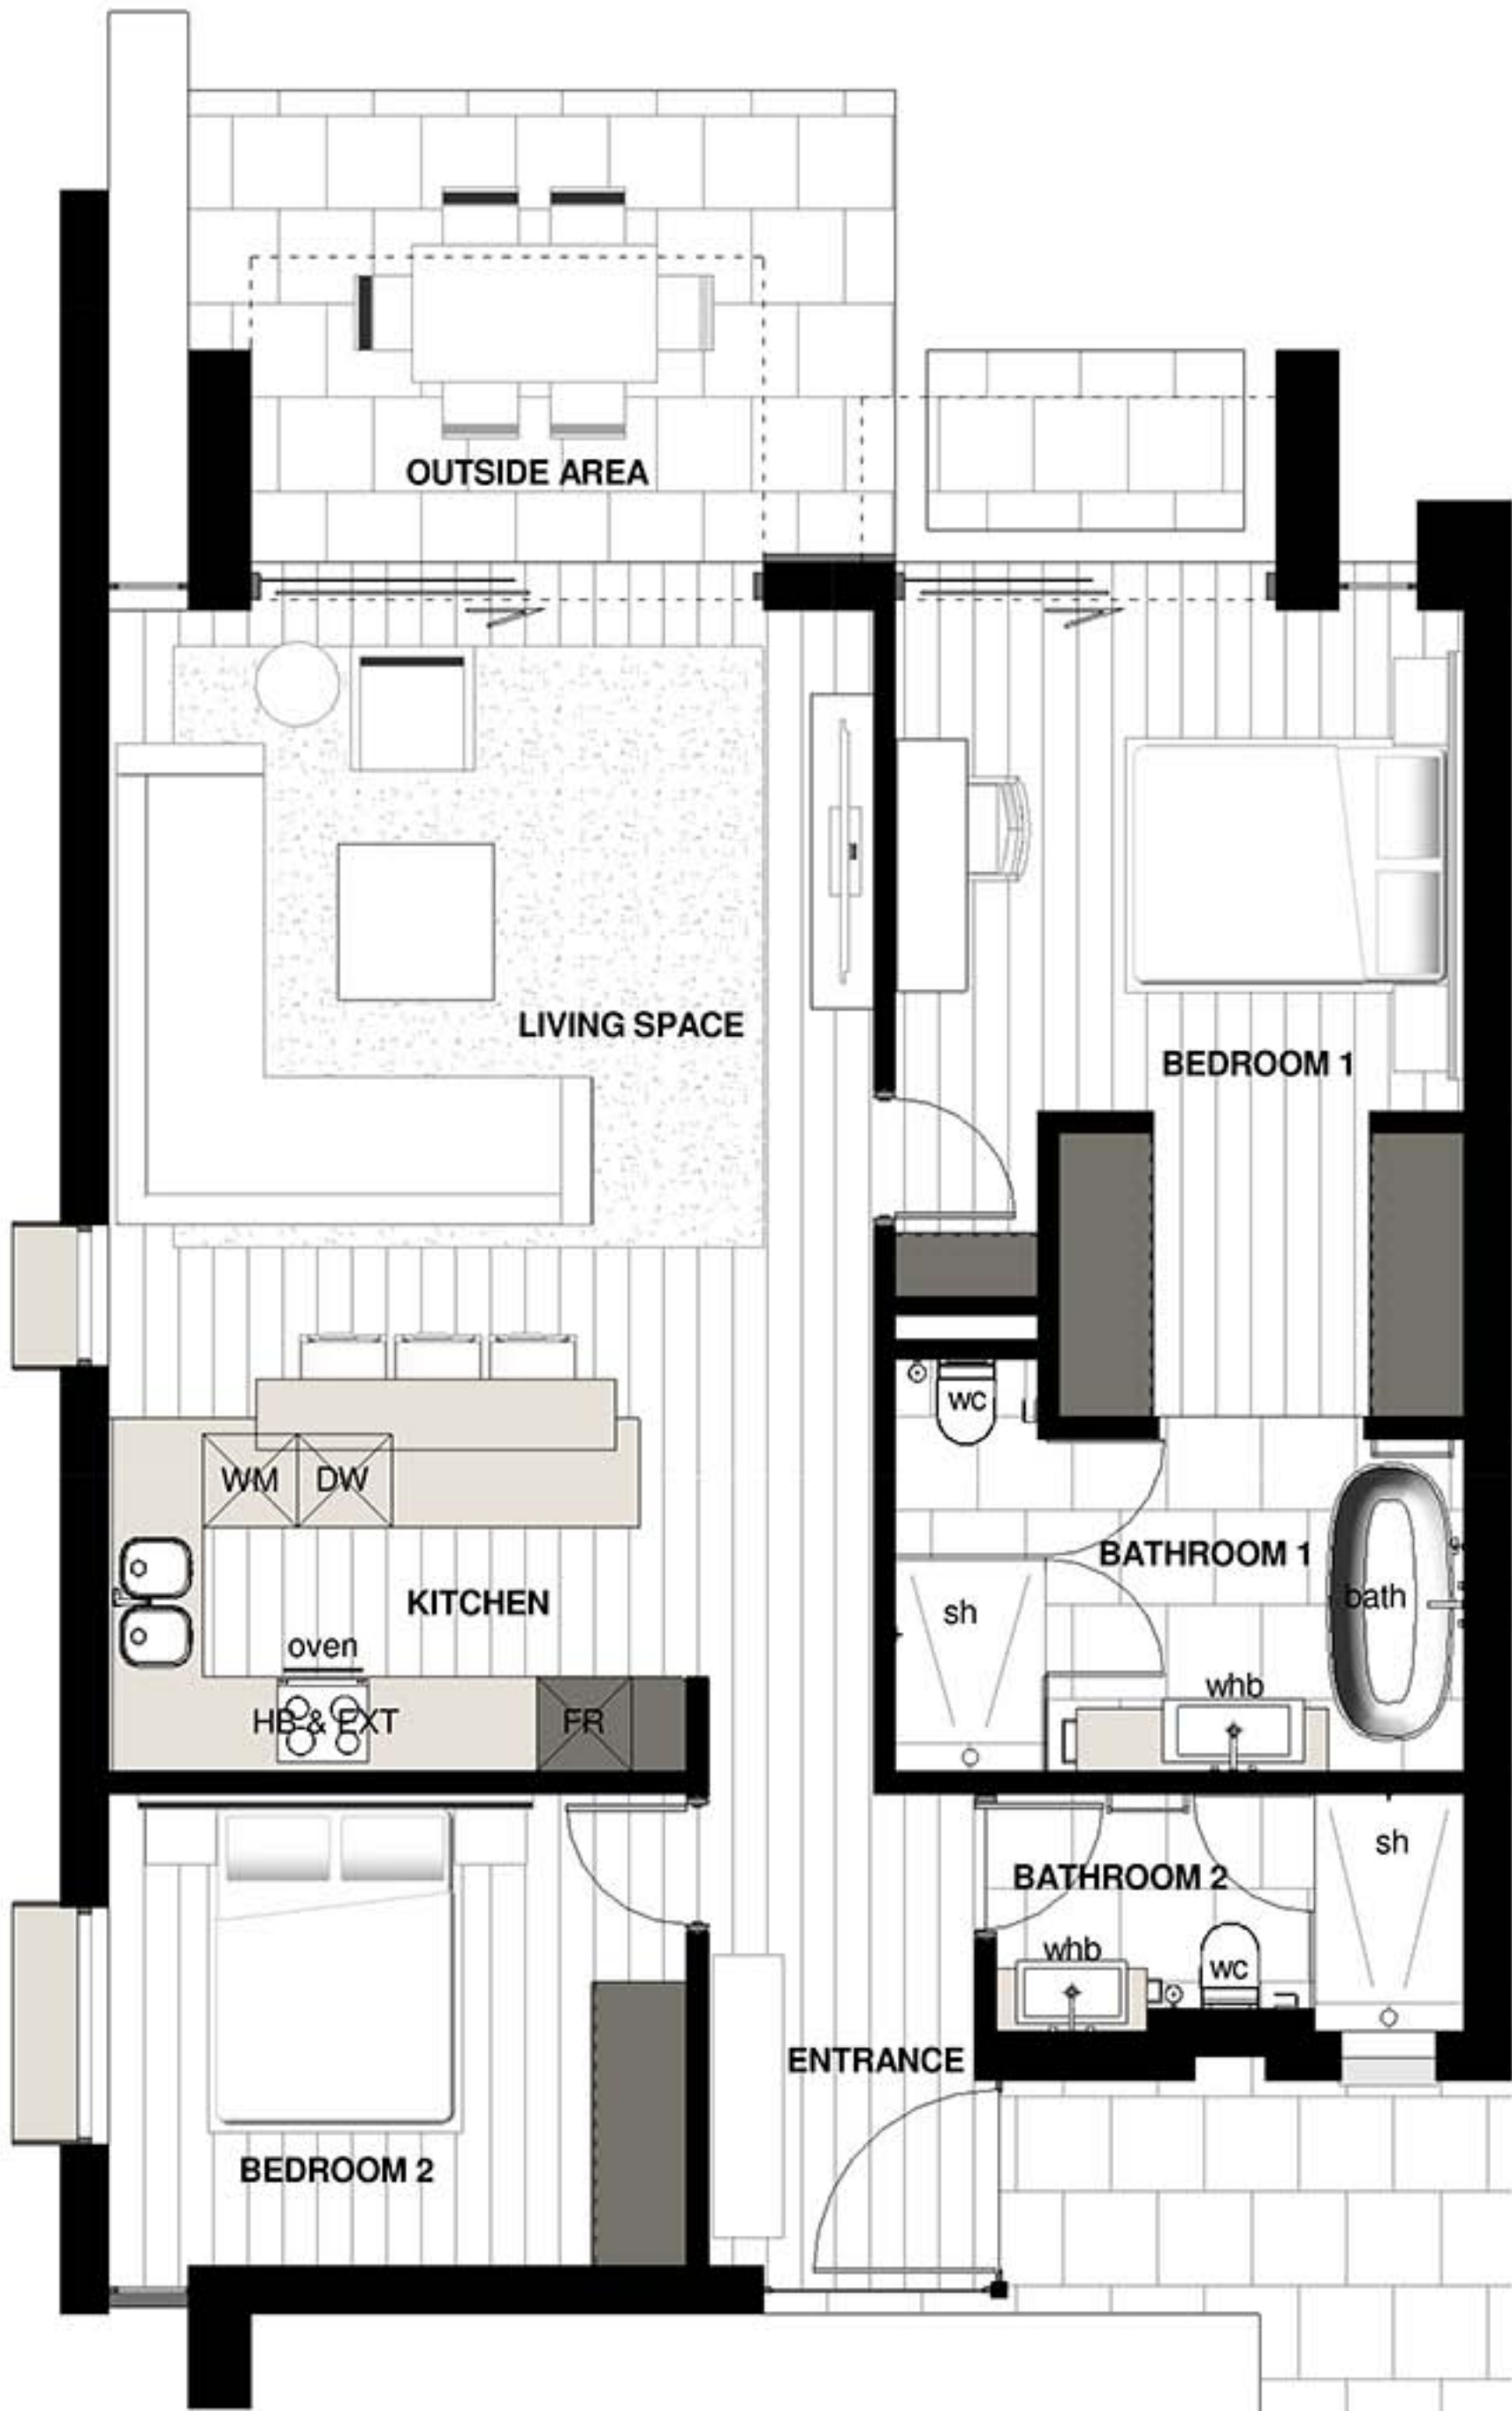 OUTSIDE AREA
LIVING SPACE
BEDROOM 1
wc
WM
DW
BATHROOM 1
bath
KITCHEN
sh
oven
whb
HB & EXT
FR
sh
BATHROOM 2
whb
wc
ENTRANCE
BEDROOM 2